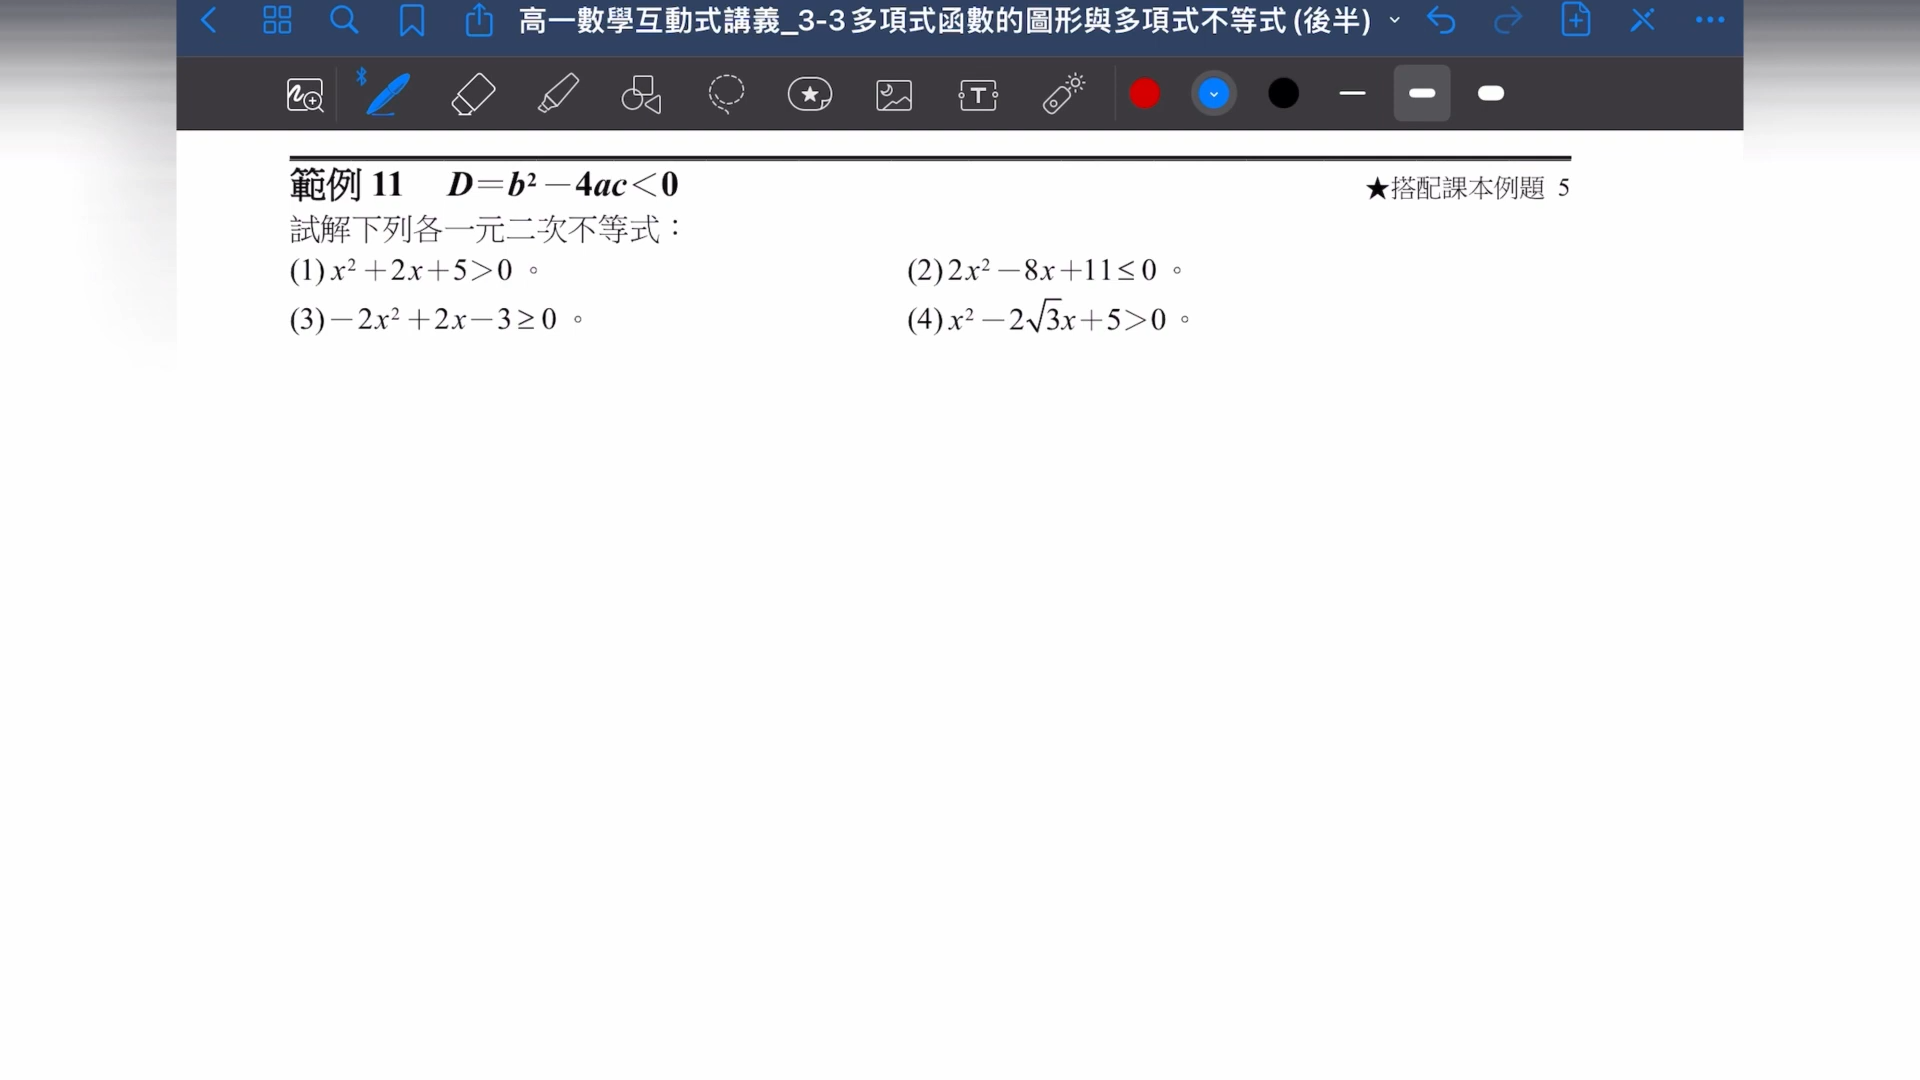 高一數學互動式講義_3-3多項式函數的圖形與多項式不等式(後半)
範例 11 D=b²-4ac<0
★搭配課本例題 5
試解下列各一元二次不等式：
(1) x²+2x+5>0。
(2) 2x²-8x+11≤0。
(3) -2x²+2x-3≥0。
(4) x²-2√3x+5>0。